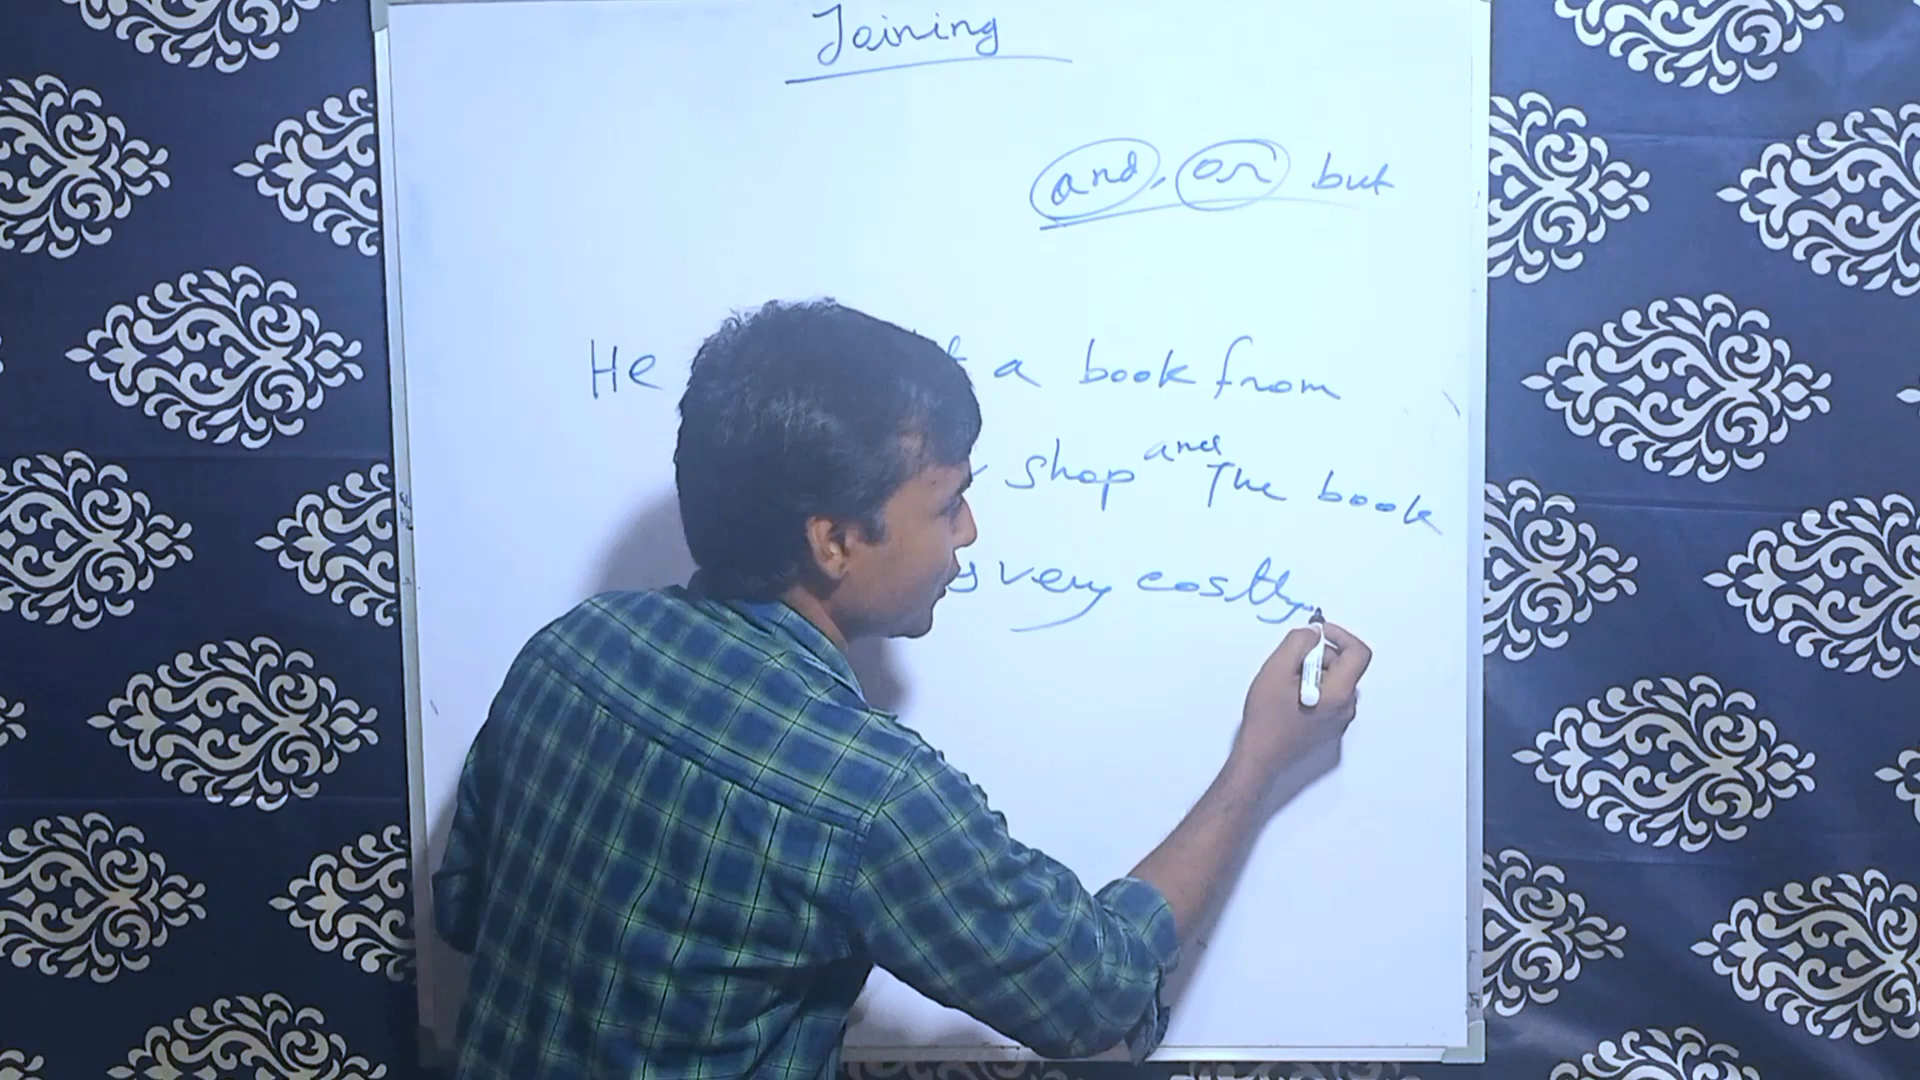 Joining
and, or but
He a book from
shop and The book
very costly.